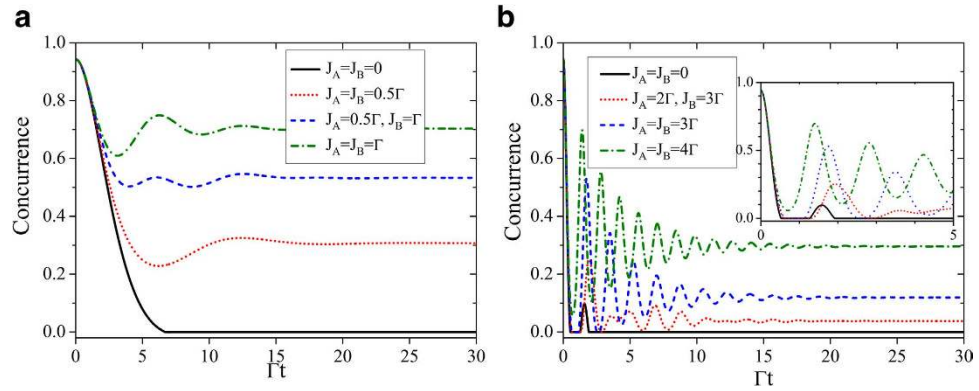 a
Concurrence
1.0
0.8
0.6
0.4
0.2
0.0
J_A=J_B=0
J_A=J_B=0.5Γ
J_A=0.5Γ, J_B=Γ
J_A=J_B=Γ
0 5 10 15 20 25 30
Γt
b
Concurrence
1.0
0.8
0.6
0.4
0.2
0.0
J_A=J_B=0
J_A=2Γ, J_B=3Γ
J_A=J_B=3Γ
J_A=J_B=4Γ
1.0
0.5
0.0
0 5
0 5 10 15 20 25 30
Γt